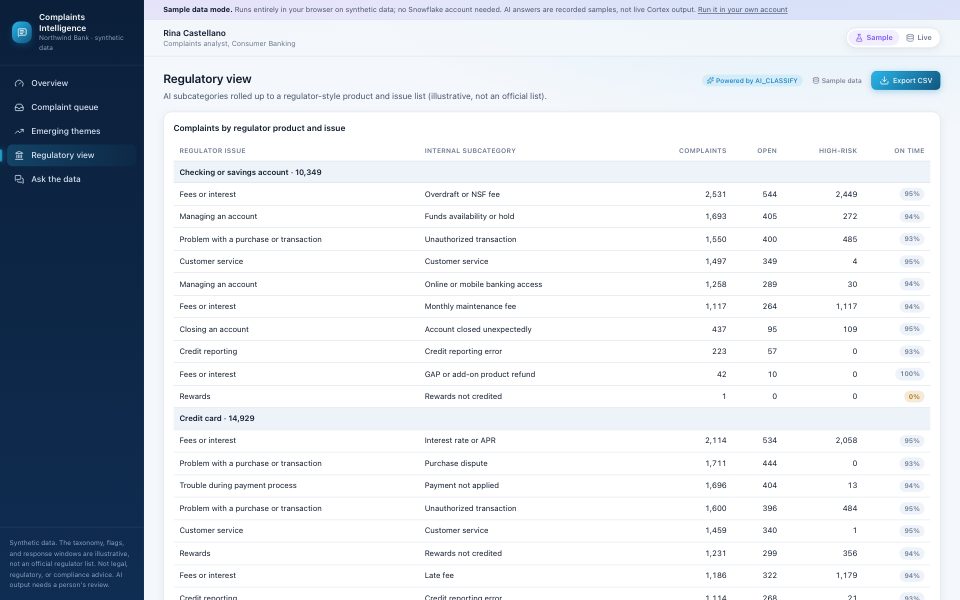 Complaints
Intelligence
Northwind Bank · synthetic
data
Overview
Complaint queue
Emerging themes
Regulatory view
Ask the data
Synthetic data. The taxonomy, flags,
and response windows are illustrative,
not an official regulator list. Not legal,
regulatory, or compliance advice. AI
output needs a person's review.
Sample data mode. Runs entirely in your browser on synthetic data; no Snowflake account needed. AI answers are recorded samples, not live Cortex output. Run it in your own account
Rina Castellano
Complaints analyst, Consumer Banking
Sample Live
Regulatory view
AI subcategories rolled up to a regulator-style product and issue list (illustrative, not an official list).
Powered by AI_CLASSIFY Sample data Export CSV
Complaints by regulator product and issue
REGULATOR ISSUE INTERNAL SUBCATEGORY COMPLAINTS OPEN HIGH-RISK ON TIME
Checking or savings account · 10,349
Fees or interest Overdraft or NSF fee 2,531 544 2,449 95%
Managing an account Funds availability or hold 1,693 405 272 94%
Problem with a purchase or transaction Unauthorized transaction 1,550 400 485 93%
Customer service Customer service 1,497 349 4 95%
Managing an account Online or mobile banking access 1,258 289 30 94%
Fees or interest Monthly maintenance fee 1,117 264 1,117 94%
Closing an account Account closed unexpectedly 437 95 109 95%
Credit reporting Credit reporting error 223 57 0 93%
Fees or interest GAP or add-on product refund 42 10 0 100%
Rewards Rewards not credited 1 0 0 0%
Credit card · 14,929
Fees or interest Interest rate or APR 2,114 534 2,058 95%
Problem with a purchase or transaction Purchase dispute 1,711 444 0 93%
Trouble during payment process Payment not applied 1,696 404 13 94%
Problem with a purchase or transaction Unauthorized transaction 1,600 396 484 95%
Customer service Customer service 1,459 340 1 95%
Rewards Rewards not credited 1,231 299 356 94%
Fees or interest Late fee 1,186 322 1,179 94%
Credit reporting Credit reporting error 1,114 268 21 93%